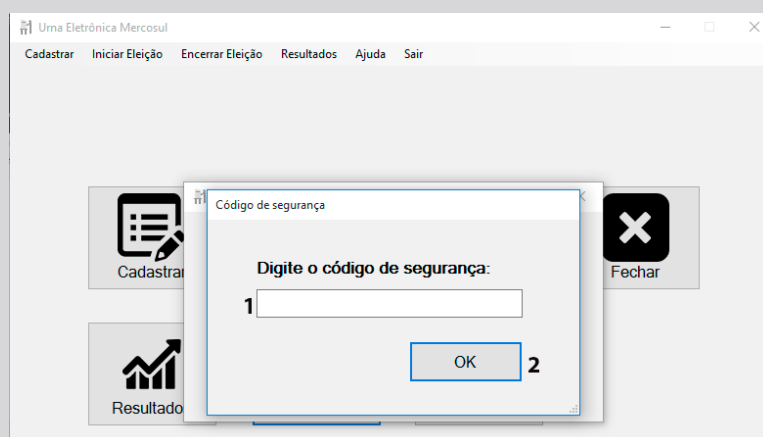 Urna Eletrônica Mercosul
Cadastrar Iniciar Eleição Encerrar Eleição Resultados Ajuda Sair
Código de segurança
Digite o código de segurança:
Cadastrar
Fechar
1
OK
2
Resultado